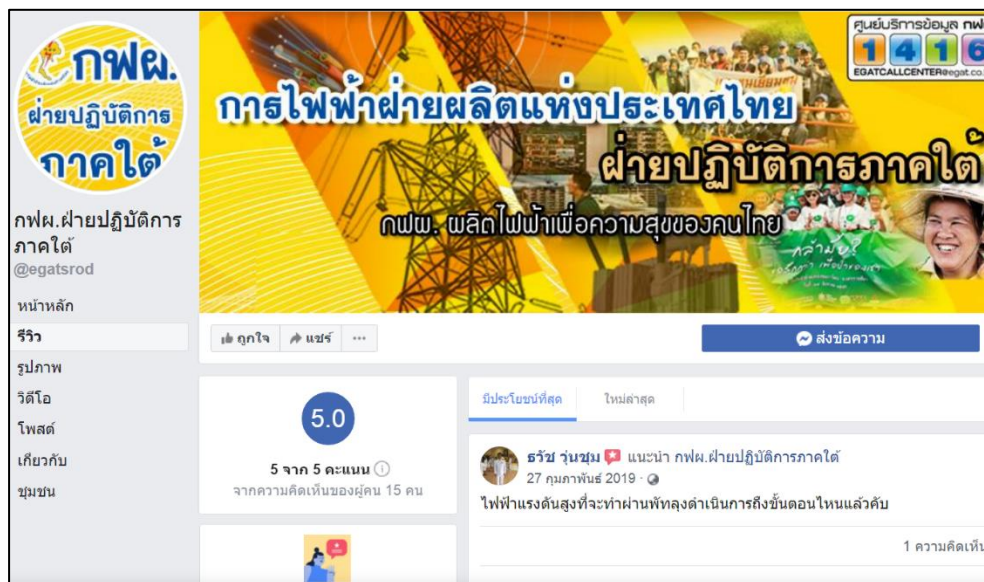 กฟผ.
ฝ่ายปฏิบัติการ
ภาคใต้
ศูนย์บริการข้อมูล กฟ
1416
EGATCALLCENTER@egat.co
การไฟฟ้าฝ่ายผลิตแห่งประเทศไทย
ฝ่ายปฏิบัติการภาคใต้
กฟผ. ผลิตไฟฟ้าเพื่อความสุขของคนไทย
กฟผ.ฝ่ายปฏิบัติการ
ภาคใต้
@egatsrod
หน้าหลัก
รีวิว
รูปภาพ
วิดีโอ
โพสต์
เกี่ยวกับ
ชุมชน
ถูกใจ แชร์ ...
ส่งข้อความ
5.0
5 จาก 5 คะแนน
จากความคิดเห็นของผู้คน 15 คน
มีประโยชน์ที่สุด ใหม่ล่าสุด
ธวัช วุ่นชุม แนะนำ กฟผ.ฝ่ายปฏิบัติการภาคใต้
27 กุมภาพันธ์ 2019 ·
ไฟฟ้าแรงดันสูงที่จะทำผ่านพัทลุงดำเนินการถึงขั้นตอนไหนแล้วคับ
1 ความคิดเห็น